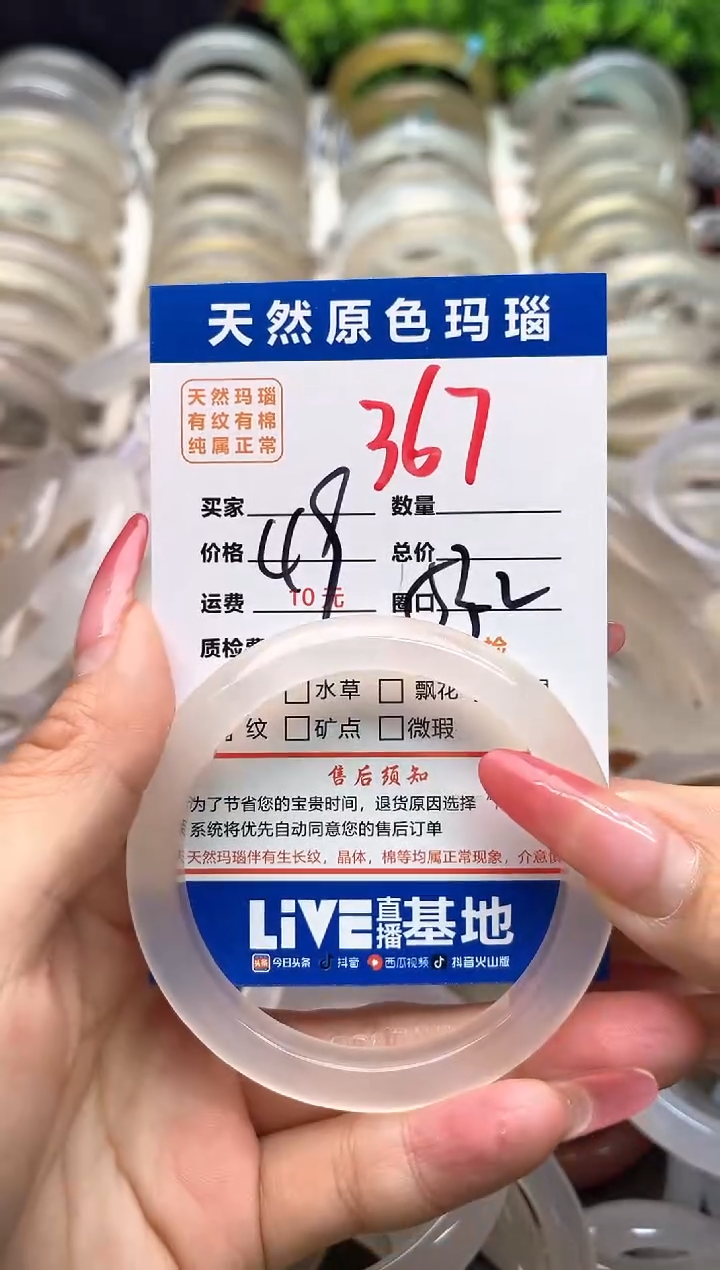 天然原色玛瑙
天然玛瑙
有纹有棉
纯属正常
367
买家 数量
价格 49 总价
运费 10元 圈口
质检费 检
水草 飘花
纹 矿点 微瑕
售后须知
为了节省您的宝贵时间，退货原因选择
系统将优先自动同意您的售后订单
天然玛瑙伴有生长纹，晶体，棉等均属正常现象，介意慎
LiVE直播基地
头条 今日头条 抖音 西瓜视频 抖音火山版